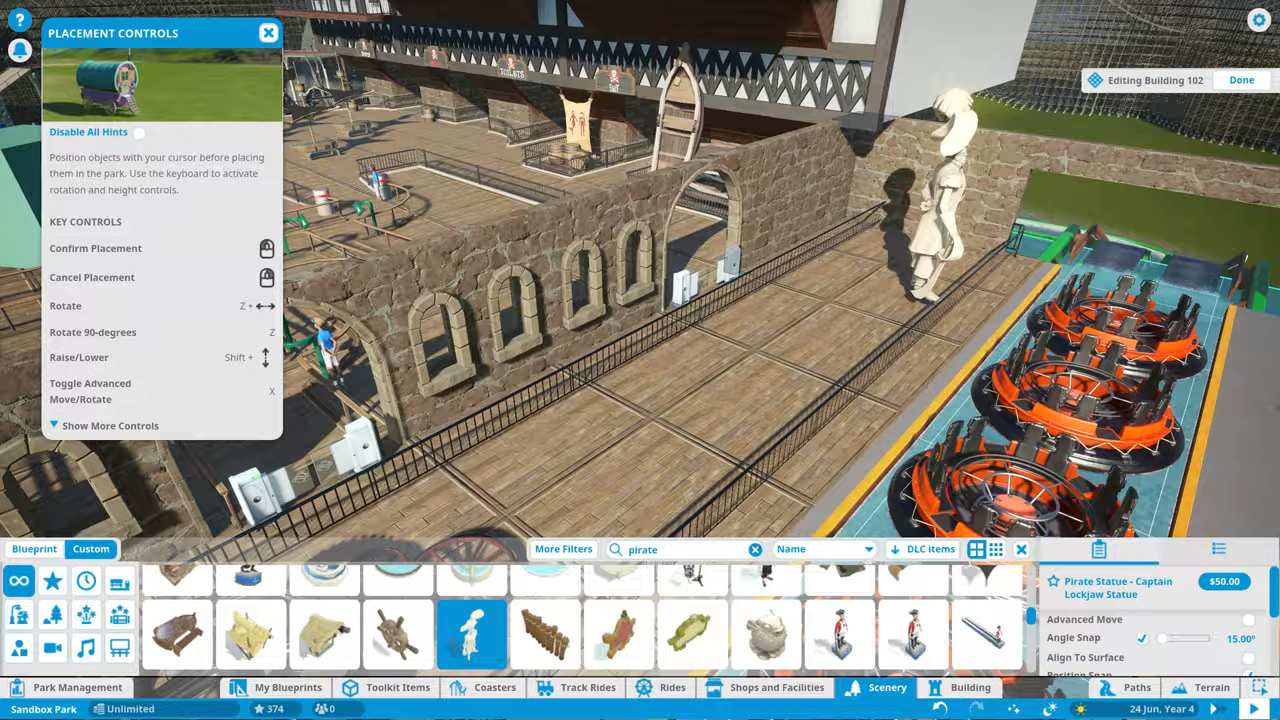 PLACEMENT CONTROLS
Disable All Hints
Position objects with your cursor before placing
them in the park. Use the keyboard to activate
rotation and height controls.
KEY CONTROLS
Confirm Placement
Cancel Placement
Rotate Z +
Rotate 90-degrees Z
Raise/Lower Shift +
Toggle Advanced
Move/Rotate X
Show More Controls
TOILETS
Editing Building 102 Done
Blueprint Custom More Filters pirate Name DLC items
Pirate Statue - Captain
Lockjaw Statue $50.00
Advanced Move
Angle Snap 15.00°
Align To Surface
Park Management My Blueprints Toolkit Items Coasters Track Rides Rides Shops and Facilities Scenery Building Paths Terrain
Sandbox Park Unlimited 374 0 24 Jun, Year 4